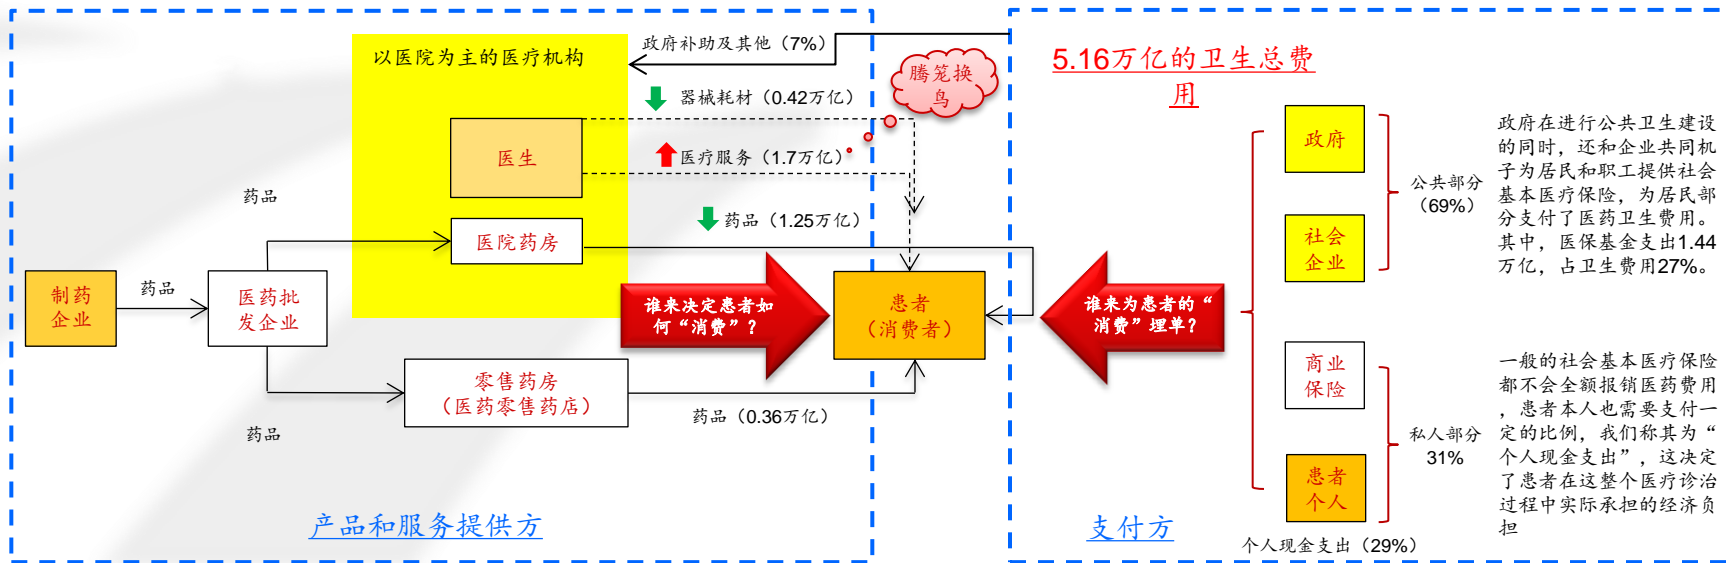 以医院为主的医疗机构
政府补助及其他（7%）
器械耗材（0.42万亿）
腾笼换
鸟
医生
医疗服务（1.7万亿）
药品
药品（1.25万亿）
医院药房
制药
企业
药品
医药批
发企业
谁来决定患者如
何“消费”？
患者
（消费者）
零售药房
（医药零售药店）
药品（0.36万亿）
药品
产品和服务提供方
5.16万亿的卫生总费
用
谁来为患者的“
消费”埋单？
政府
社会
企业
公共部分
（69%）
政府在进行公共卫生建设
的同时，还和企业共同机
子为居民和职工提供社会
基本医疗保险，为居民部
分支付了医药卫生费用。
其中，医保基金支出1.44
万亿，占卫生费用27%。
商业
保险
患者
个人
私人部分
31%
一般的社会基本医疗保险
都不会全额报销医药费用
，患者本人也需要支付一
定的比例，我们称其为“
个人现金支出”，这决定
了患者在这整个医疗诊治
过程中实际承担的经济负
担
个人现金支出（29%）
支付方